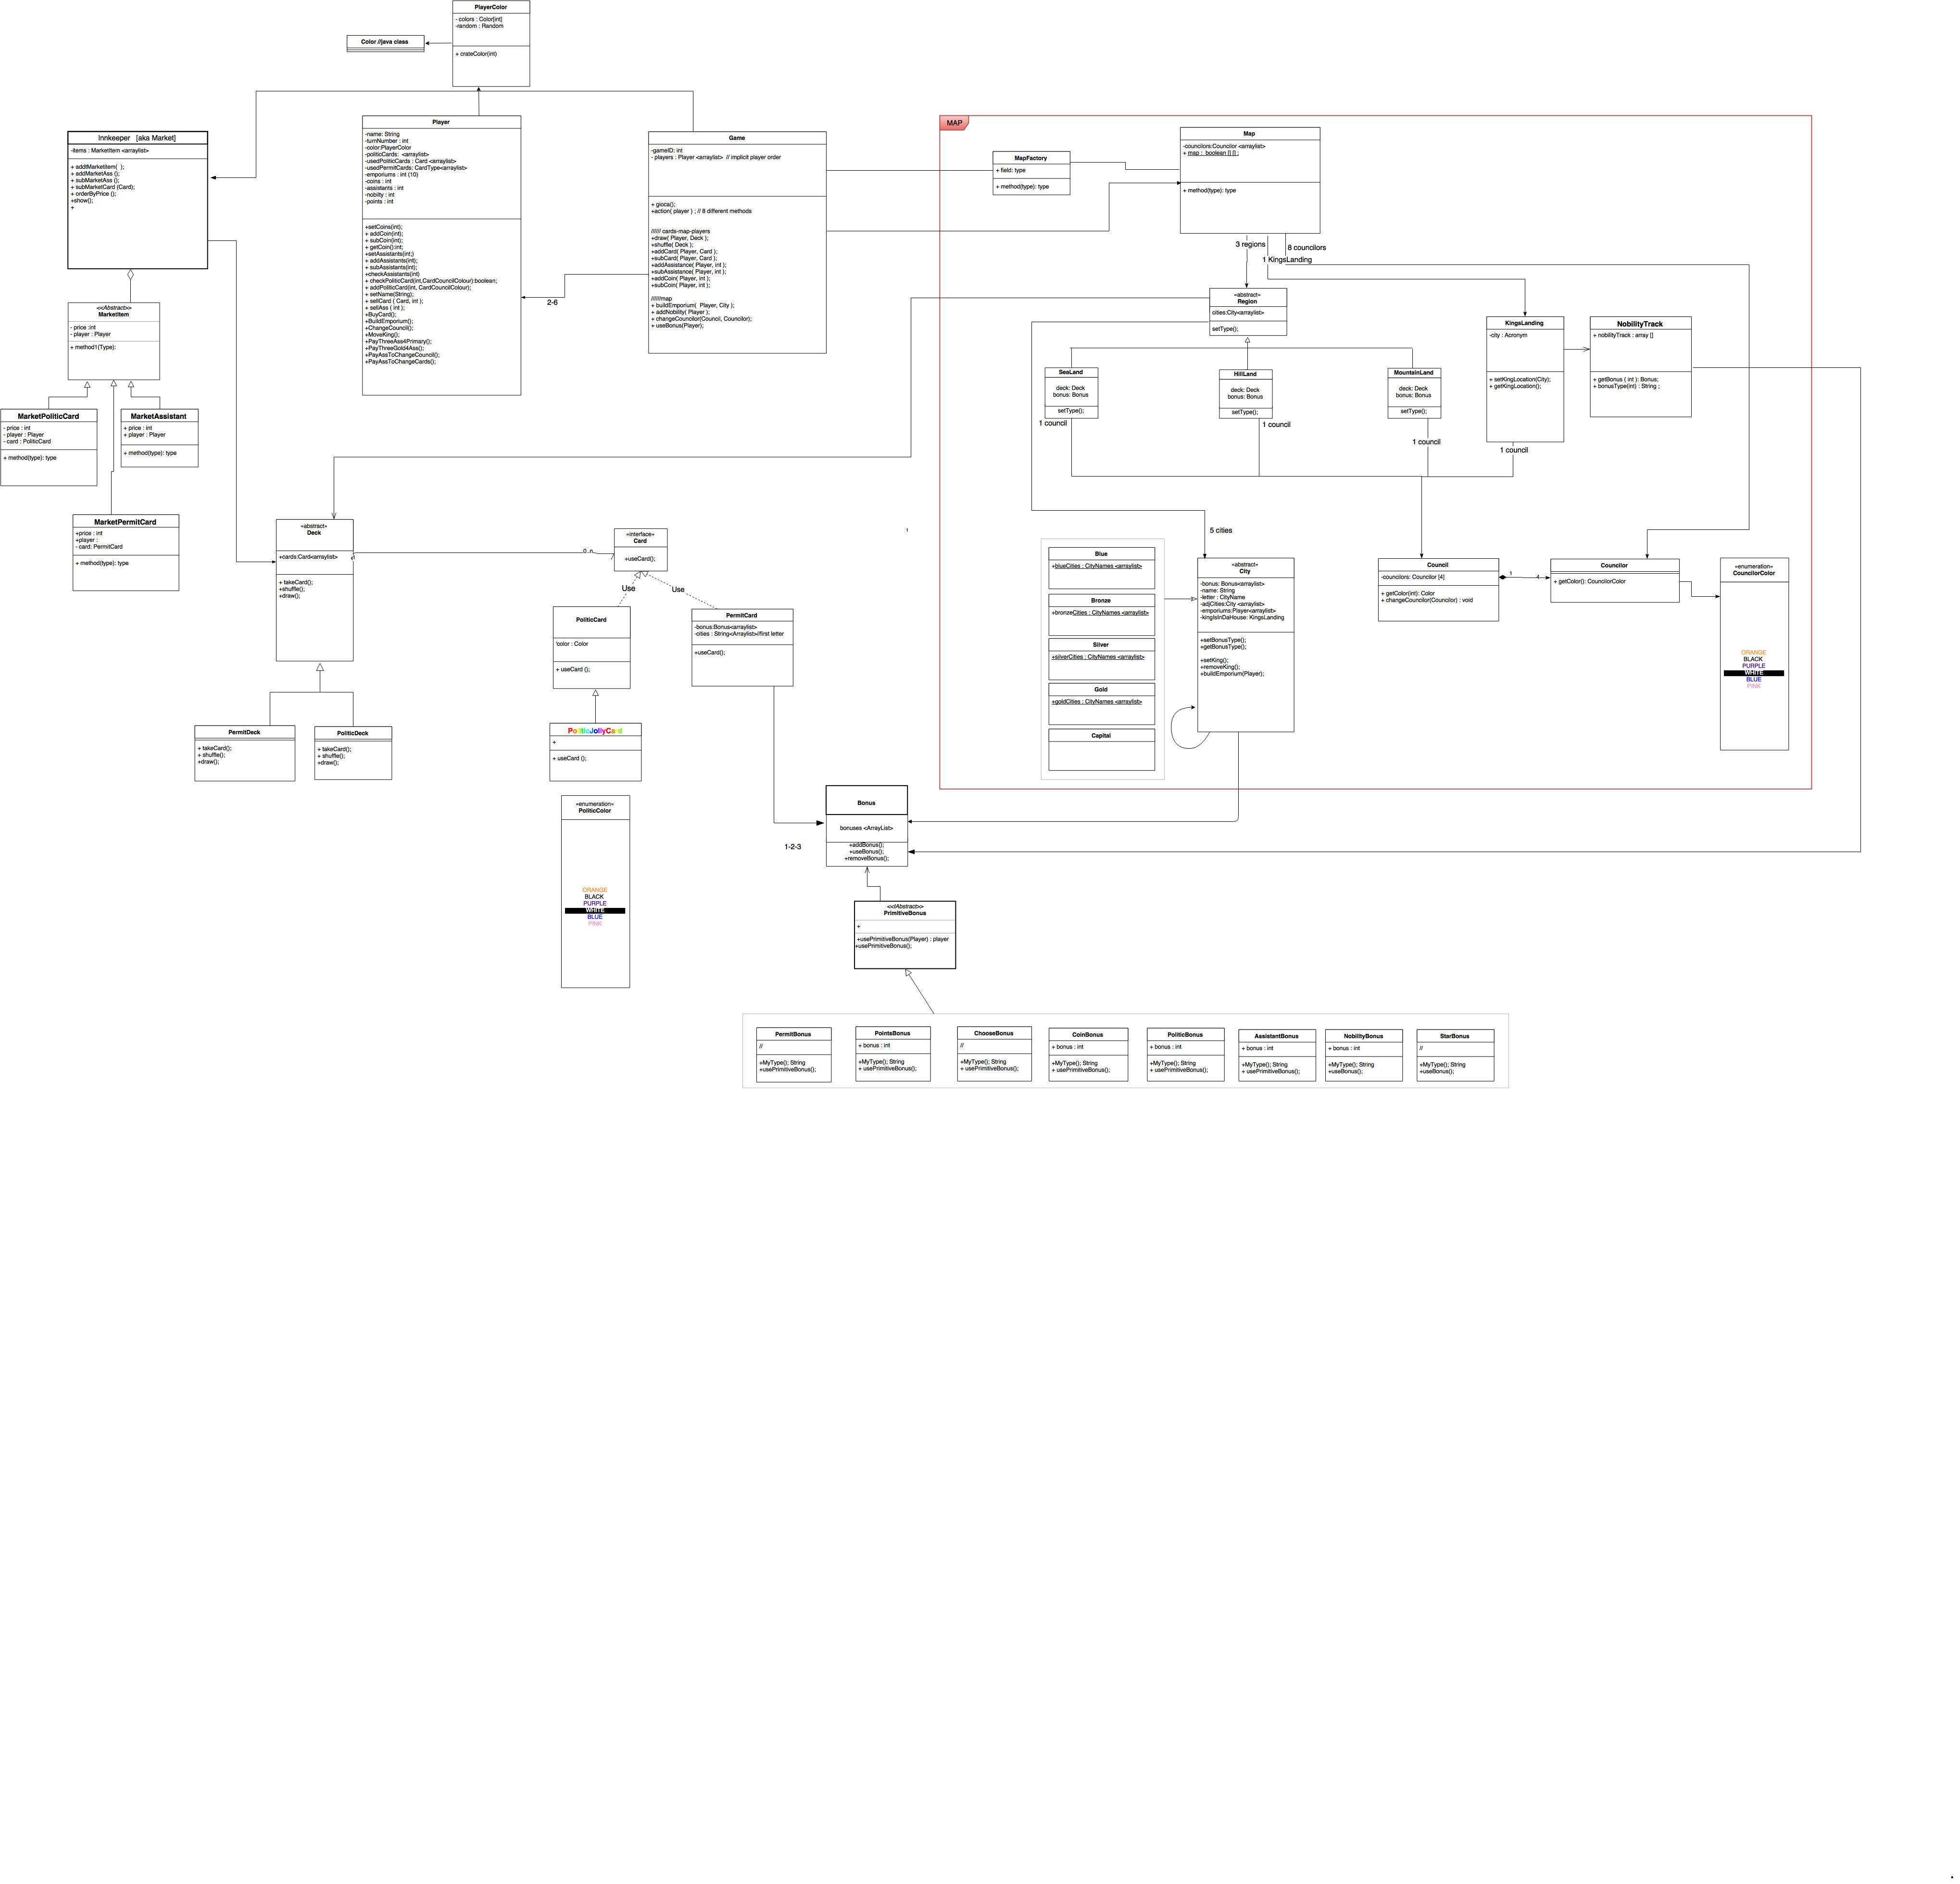 PlayerColor
- colors : Color[int]
-random : Random
+ crateColor(int)
Color //java class
Innkeeper   [aka Market]
-items : MarketItem <arraylist>
+ addtMarketitem(  );
+ addMarketAss ();
+ subMarketAss ();
+ subMarketCard (Card);
+ orderByPrice ();
+show();
+
Player
-name: String
-turnNumber : int
-color:PlayerColor
-politicCards:  <arraylist>
-usedPoliticCards : Card <arraylist>
-usedPermitCards: CardType<arraylist>
-emporiums : int (10)
-coins : int
-assistants : int
-nobilty : int
-points : int
+setCoins(int);
+ addCoin(int);
+ subCoin(int);
+ getCoin():int;
+setAssistants(int;)
+ addAssistants(int);
+ subAssistants(int);
+checkAssistants(int)
+ checkPoliticCard(int,CardCouncilColour):boolean;
+ addPoliticCard(int, CardCouncilColour);
+ setName(String);
+ sellCard ( Card, int );
+ sellAss ( int );
+BuyCard();
+BuildEmporium();
+ChangeCouncil();
+MoveKing();
+PayThreeAss4Primary();
+PayThreeGold4Ass();
+PayAssToChangeCouncil();
+PayAssToChangeCards();
Game
-gameID: int
- players : Player <arraylist>  // implicit player order
+ gioca();
+action( player ) ; // 8 different methods
////// cards-map-players
+draw( Player, Deck );
+shuffle( Deck );
+addCard( Player, Card );
+subCard( Player, Card );
+addAssistance( Player, int );
+subAssistance( Player, int );
+addCoin( Player, int );
+subCoin( Player, int );
//////map
+ buildEmporium(  Player, City );
+ addNobility( Player );
+ changeCouncilor(Council, Councilor);
+ useBonus(Player);
2-6
MAP
MapFactory
+ field: type
+ method(type): type
Map
-councilors:Councilor <arraylist>
+ map :  boolean [] [] ;
+ method(type): type
3 regions
8 councilors
1 KingsLanding
«abstract»
Region
cities:City<arraylist>
setType();
SeaLand
deck: Deck
bonus: Bonus
setType();
1 council
HillLand
deck: Deck
bonus: Bonus
setType();
1 council
MountainLand
deck: Deck
bonus: Bonus
setType();
1 council
KingsLanding
-city : Acronym
+ setKingLocation(City);
+ getKingLocation();
1 council
NobilityTrack
+ nobilityTrack : array []
+ getBonus ( int ): Bonus;
+ bonusType(int) : String ;
<<Abstract>>
MarketItem
- price :int
- player : Player
+ method1(Type):
MarketPoliticCard
- price : int
- player : Player
- card : PoliticCard
+ method(type): type
MarketAssistant
+ price : int
+ player : Player
+ method(type): type
MarketPermitCard
+price : int
+player :
- card: PermitCard
+ method(type): type
«abstract»
Deck
+cards:Card<arraylist>
+ takeCard();
+shuffle();
+draw();
0..n
PermitDeck
+ takeCard();
+ shuffle();
+draw();
PoliticDeck
+ takeCard();
+ shuffle();
+draw();
«interface»
Card
+useCard();
Use
Use
PoliticCard
'color : Color
+ useCard ();
PermitCard
-bonus:Bonus<arraylist>
-cities : String<Arraylist>//first letter
+useCard();
PoliticJollyCard
+
+ useCard ();
«enumeration»
PoliticColor
ORANGE
BLACK
PURPLE
WHITE
BLUE
PINK
1
5 cities
Blue
+blueCities : CityNames <arraylist>
Bronze
+bronzeCities : CityNames <arraylist>
Silver
+silverCities : CityNames <arraylist>
Gold
+goldCities : CityNames <arraylist>
Capital
«abstract»
City
-bonus: Bonus<arraylist>
-name: String
-letter : CityName
-adjCities:City <arraylist>
-emporiums:Player<arraylist>
-kingIsInDaHouse: KingsLanding
+setBonusType();
+getBonusType();
+setKing();
+removeKing();
+buildEmporium(Player);
Council
-councilors: Councilor [4]
+ getColor(int): Color
+ changeCouncilor(Councilor) : void
1
4
Councilor
+ getColor(): CouncilorColor
«enumeration»
CouncilorColor
ORANGE
BLACK
PURPLE
WHITE
BLUE
PINK
Bonus
bonuses <ArrayList>
+addBonus();
+useBonus();
+removeBonus();
1-2-3
<<IAbstract>>
PrimitiveBonus
+
+usePrimitiveBonus(Player) : player
+usePrimitiveBonus();
PermitBonus
//
+MyType(); String
+usePrimitiveBonus();
PointsBonus
+ bonus : int
+MyType(); String
+ usePrimitiveBonus();
ChooseBonus
//
+MyType(); String
+ usePrimitiveBonus();
CoinBonus
+ bonus : int
+MyType(); String
+ usePrimitiveBonus();
PoliticBonus
+ bonus : int
+MyType(); String
+ usePrimitiveBonus();
AssistantBonus
+ bonus : int
+MyType(); String
+ usePrimitiveBonus();
NobilityBonus
+ bonus : int
+MyType(); String
+useBonus();
StarBonus
//
+MyType(); String
+useBonus();